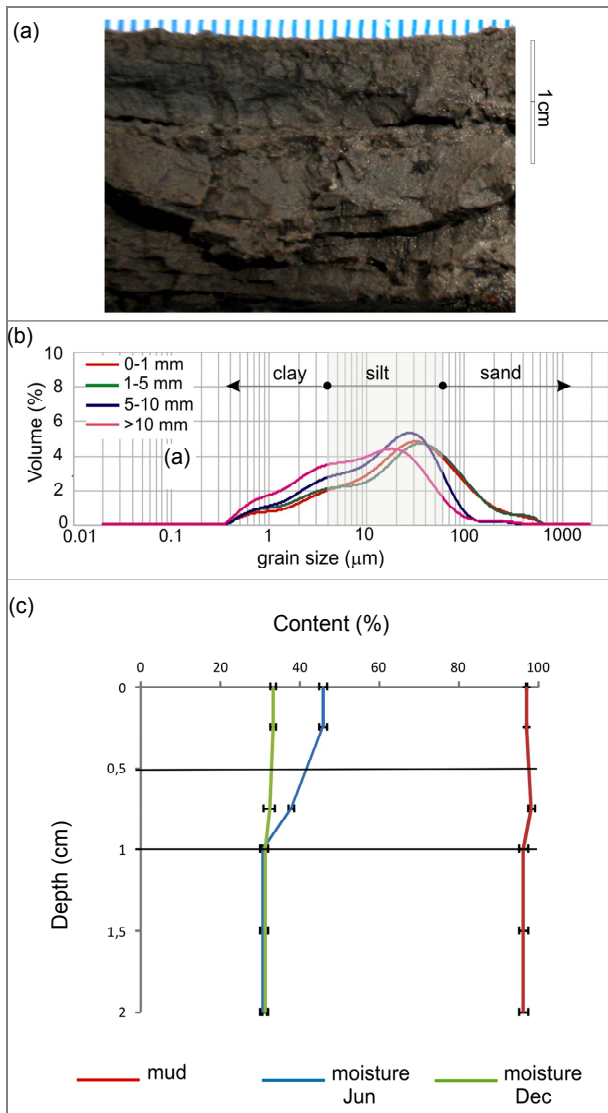 (a)
1cm
(b)
10
8
6
4
2
0
Volume (%)
0-1 mm
1-5 mm
5-10 mm
>10 mm
(a)
clay
silt
sand
0.01
0.1
1
10
100
1000
grain size (µm)
(c)
Content (%)
0
20
40
60
80
100
0
0,5
1
1,5
2
Depth (cm)
mud
moisture
Jun
moisture
Dec